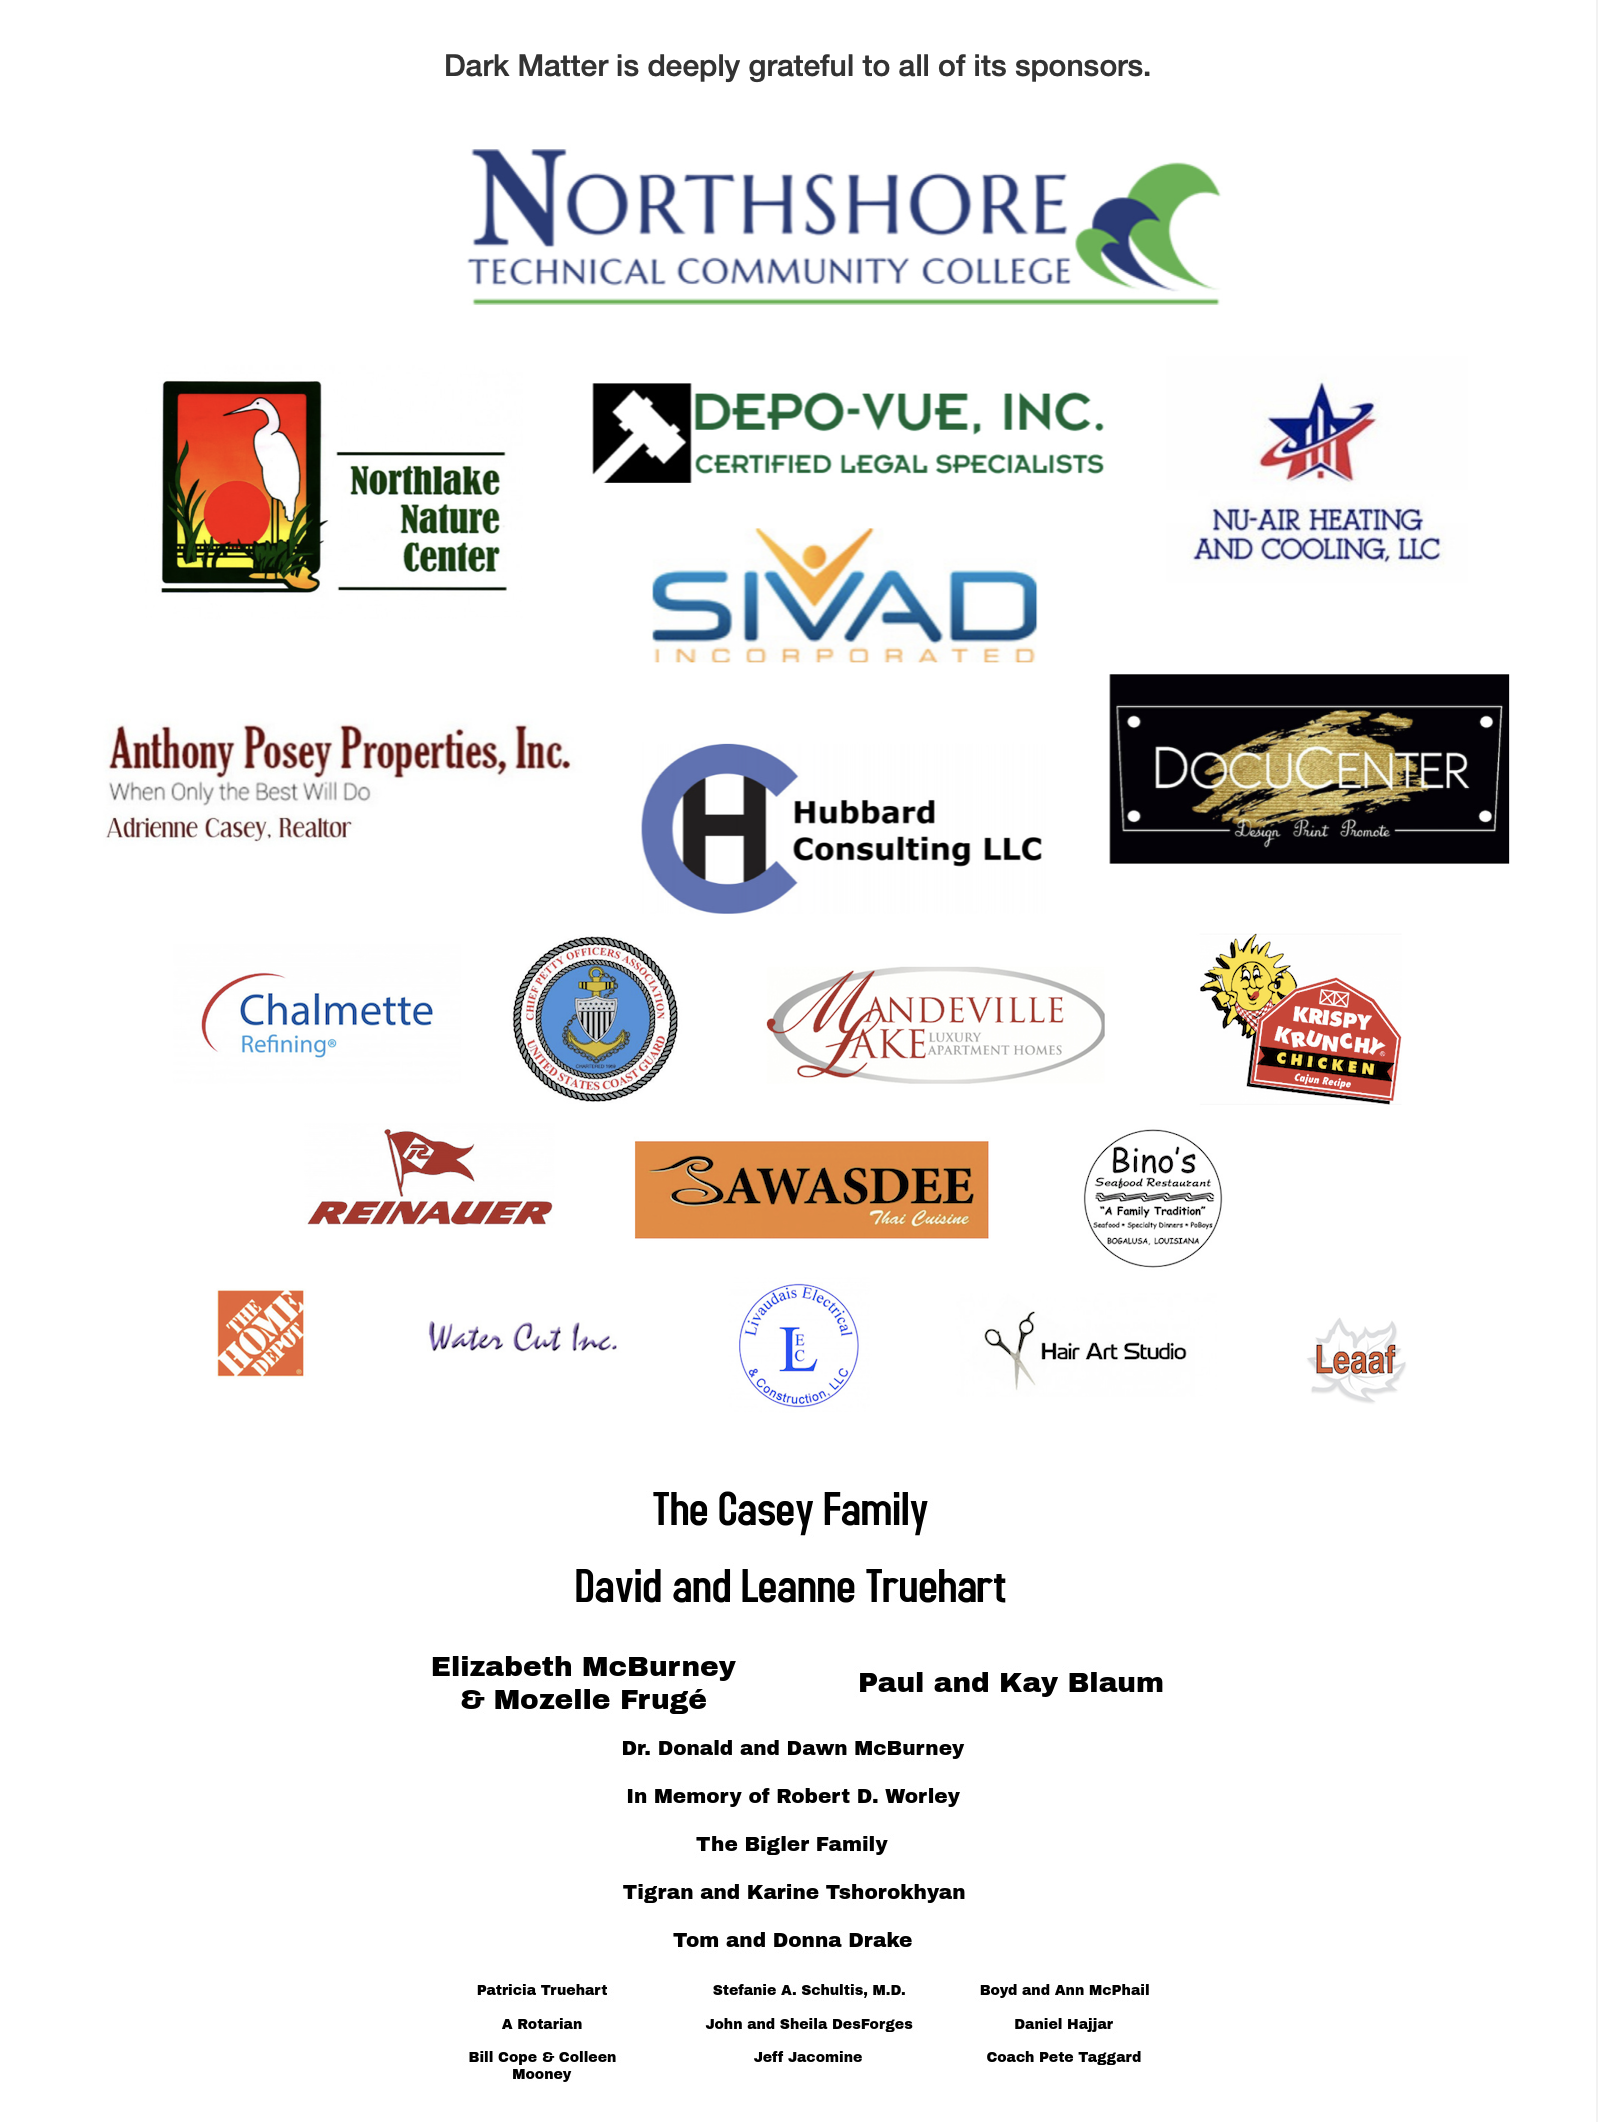 Dark Matter is deeply grateful to all of its sponsors.
NORTHSHORE
TECHNICAL COMMUNITY COLLEGE
Northlake
Nature
Center
DEPO-VUE, INC.
CERTIFIED LEGAL SPECIALISTS
NU-AIR HEATING
AND COOLING, LLC
SIVAD
INCORPORATED
Anthony Posey Properties, Inc.
When Only the Best Will Do
Adrienne Casey, Realtor
CH
Hubbard
Consulting LLC
DOCUCENTER
Design Print Promote
Chalmette
Refining®
CHIEF PETTY OFFICERS ASSOCIATION
CHARTERED 1969
UNITED STATES COAST GUARD
MANDEVILLE
LAKE LUXURY
APARTMENT HOMES
KRISPY
KRUNCHY®
CHICKEN
Cajun Recipe
R
REINAUER
SAWASDEE
Thai Cuisine
Bino's
Seafood Restaurant
"A Family Tradition"
Seafood • Specialty Dinners • PoBoys
BOGALUSA, LOUISIANA
THE
HOME
DEPOT®
Water Cut Inc.
Livaudais Electrical
LEC
& Construction, LLC
Hair Art Studio
Leaaf
The Casey Family
David and Leanne Truehart
Elizabeth McBurney
& Mozelle Frugé
Paul and Kay Blaum
Dr. Donald and Dawn McBurney
In Memory of Robert D. Worley
The Bigler Family
Tigran and Karine Tshorokhyan
Tom and Donna Drake
Patricia Truehart
Stefanie A. Schultis, M.D.
Boyd and Ann McPhail
A Rotarian
John and Sheila DesForges
Daniel Hajjar
Bill Cope & Colleen
Mooney
Jeff Jacomine
Coach Pete Taggard